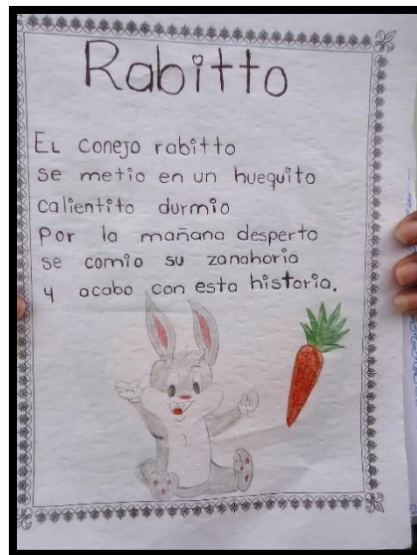 Rabitto
EL conejo rabitto
se metio en un huequito
calientito durmio
Por la mañana desperto
se comio su zanahoria
y acabo con esta historia.